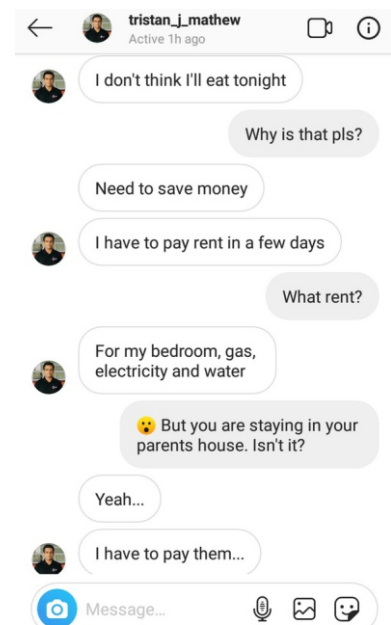 tristan_j_mathew
Active 1h ago
I don't think I'll eat tonight
Why is that pls?
Need to save money
I have to pay rent in a few days
What rent?
For my bedroom, gas,
electricity and water
😮 But you are staying in your
parents house. Isn't it?
Yeah...
I have to pay them...
Message...